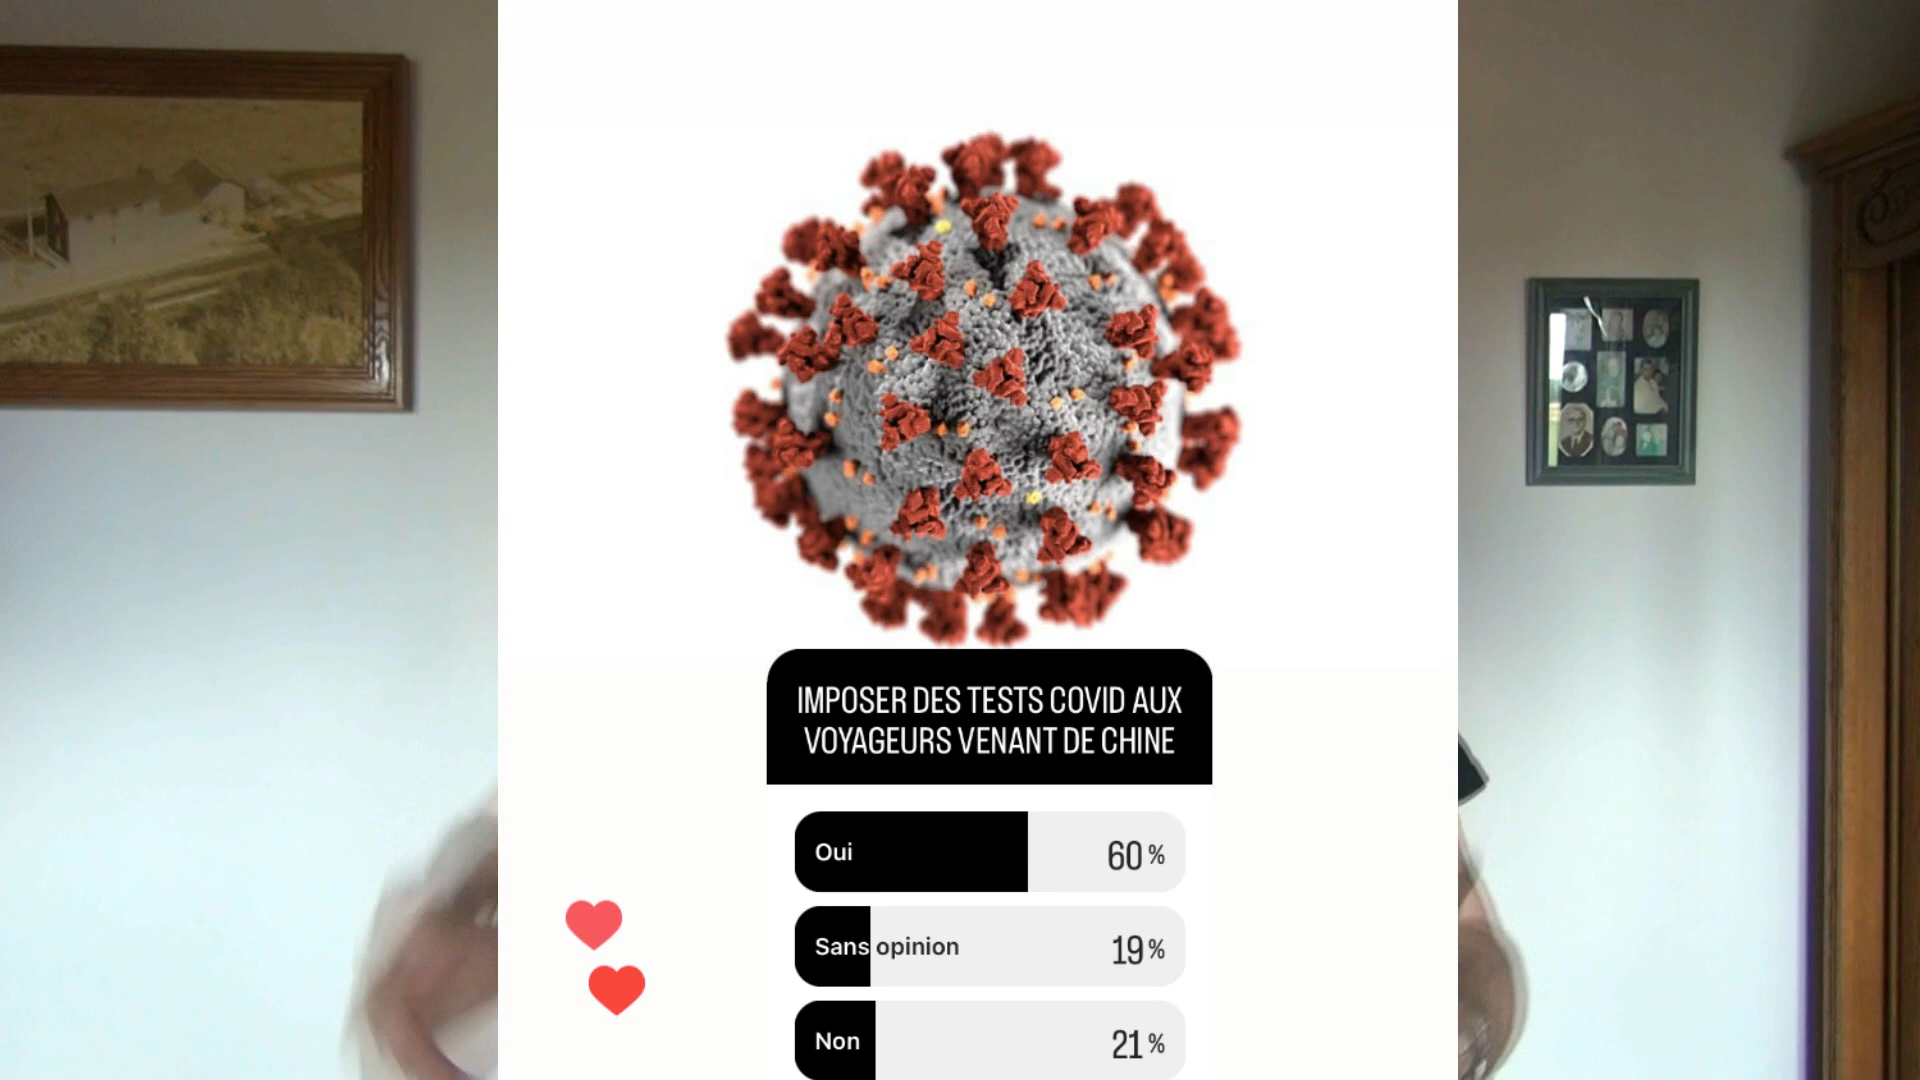 IMPOSER DES TESTS COVID AUX
VOYAGEURS VENANT DE CHINE
Oui 60 %
Sans opinion 19 %
Non 21 %